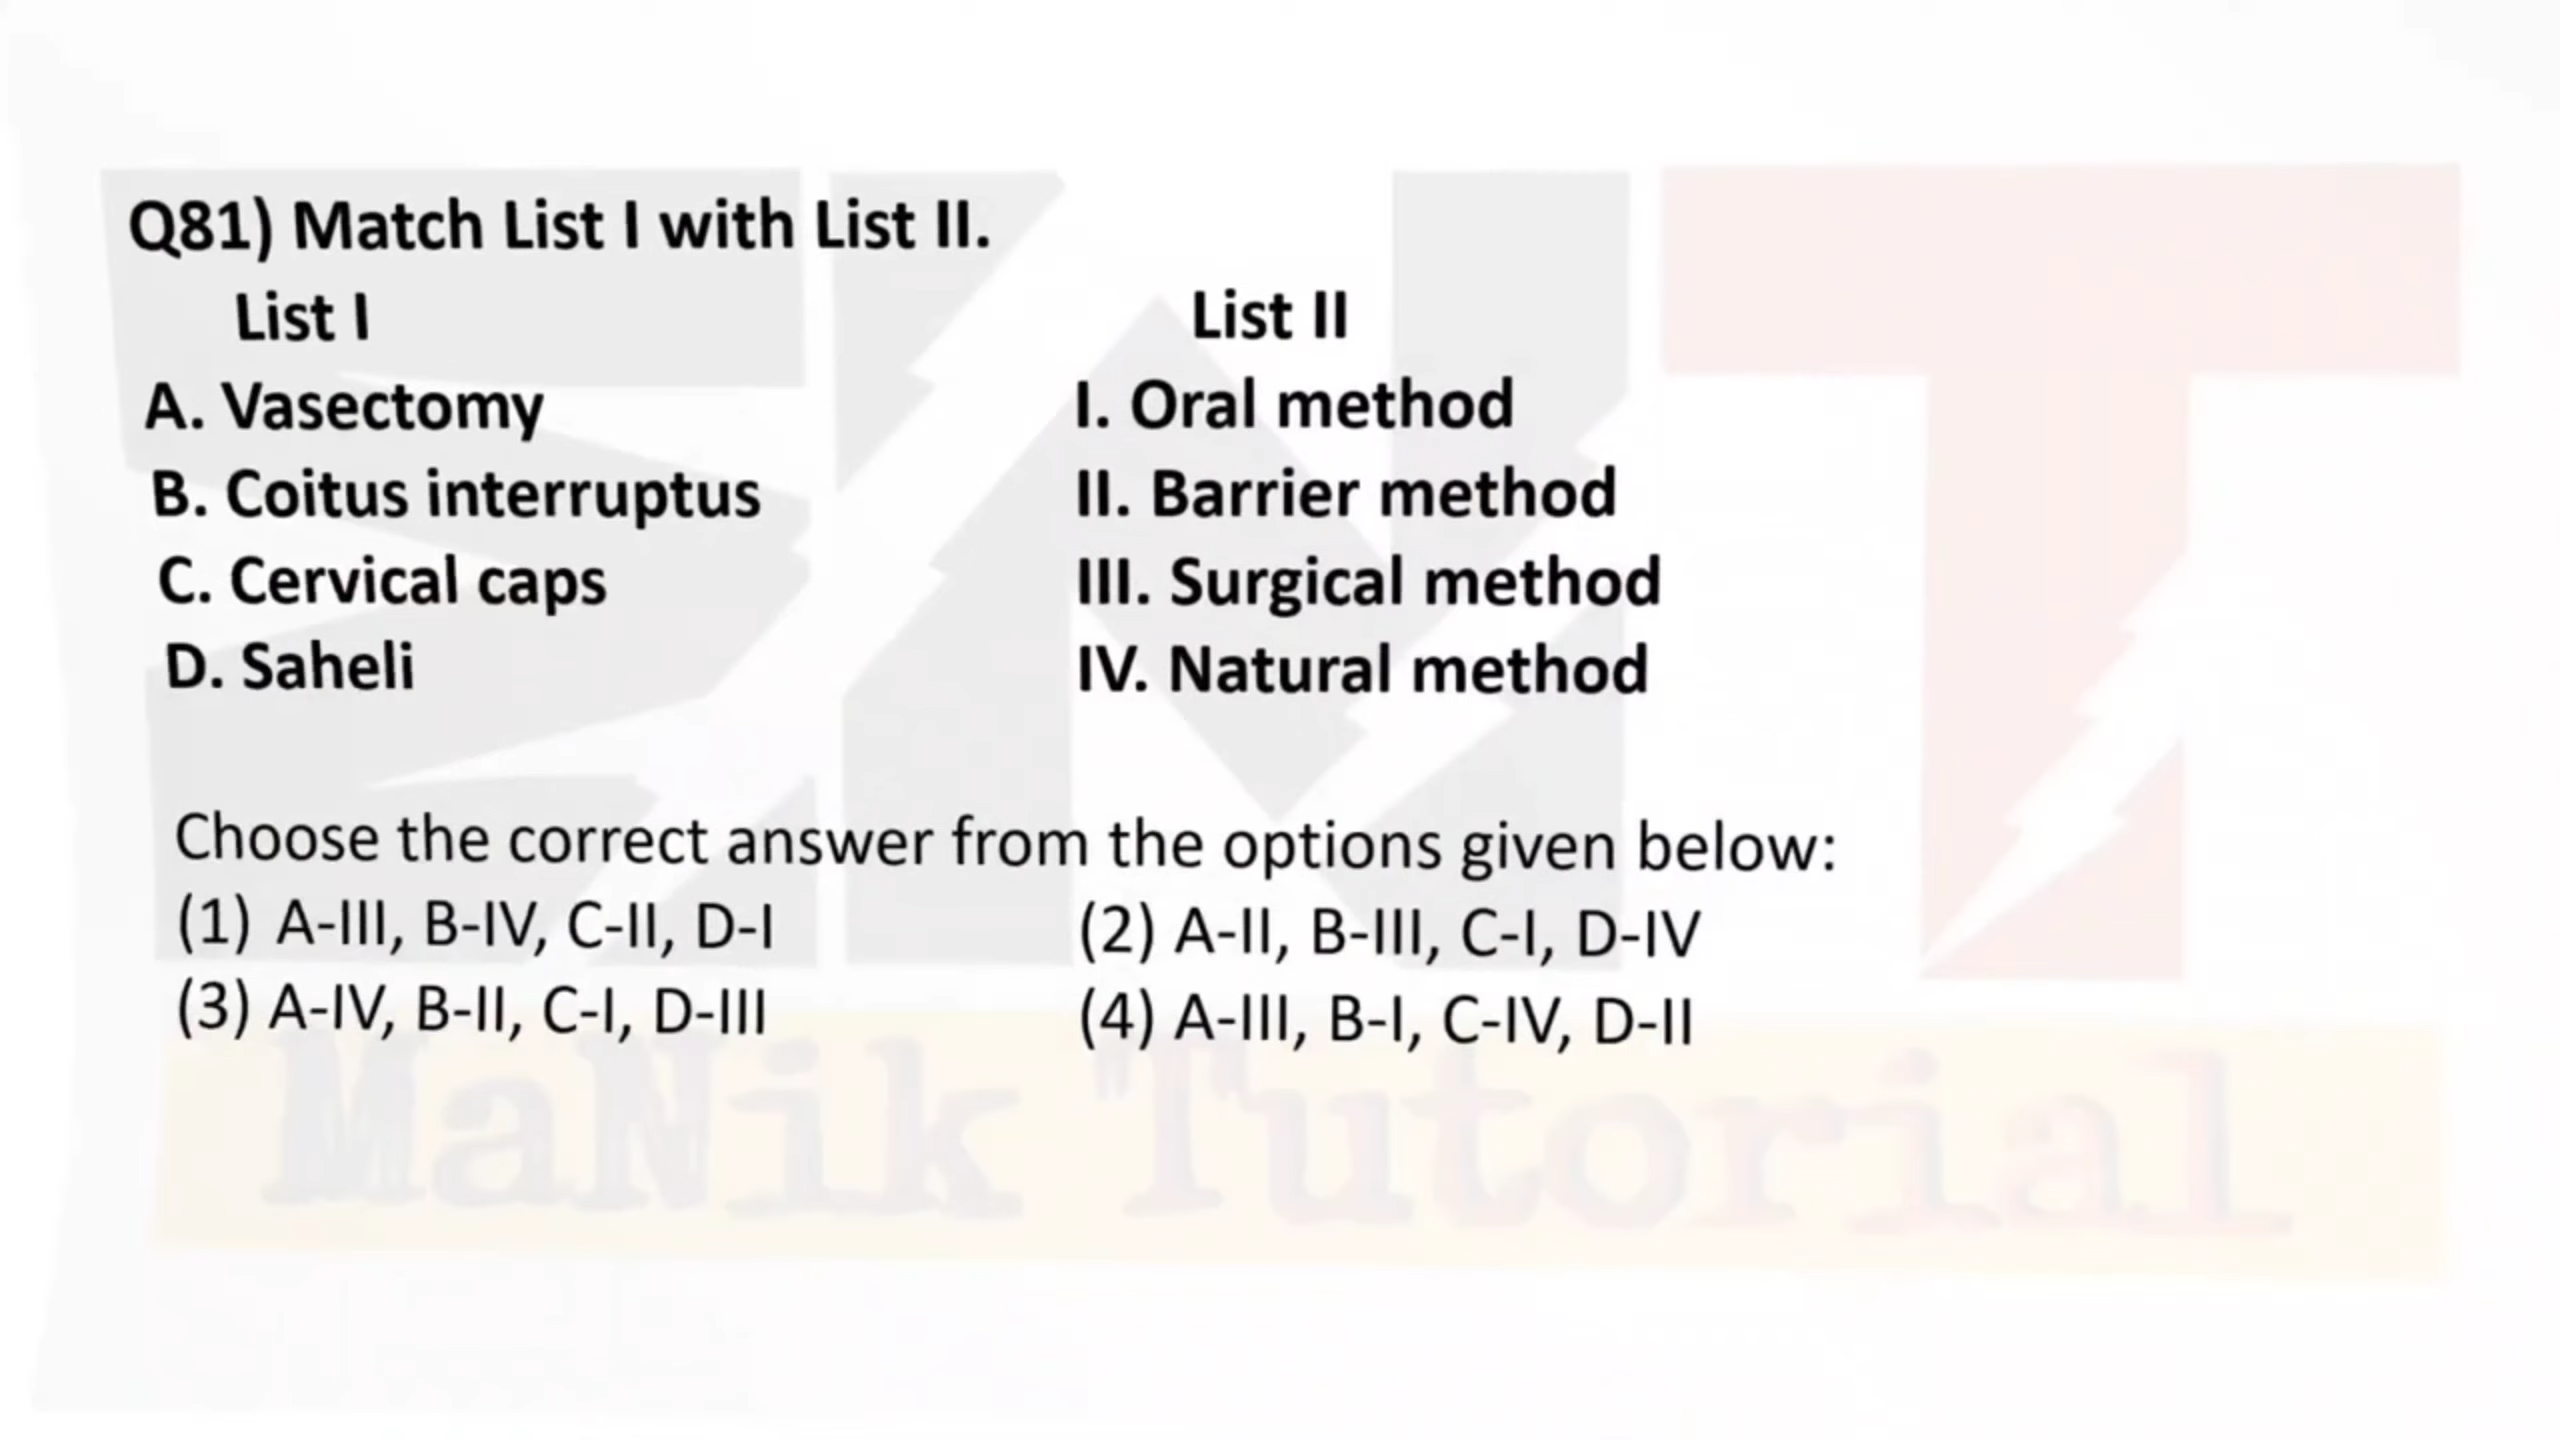 Q81) Match List I with List II.
List I List II
A. Vasectomy I. Oral method
B. Coitus interruptus II. Barrier method
C. Cervical caps III. Surgical method
D. Saheli IV. Natural method
Choose the correct answer from the options given below:
(1) A-III, B-IV, C-II, D-I (2) A-II, B-III, C-I, D-IV
(3) A-IV, B-II, C-I, D-III (4) A-III, B-I, C-IV, D-II
MaNik Tutorial